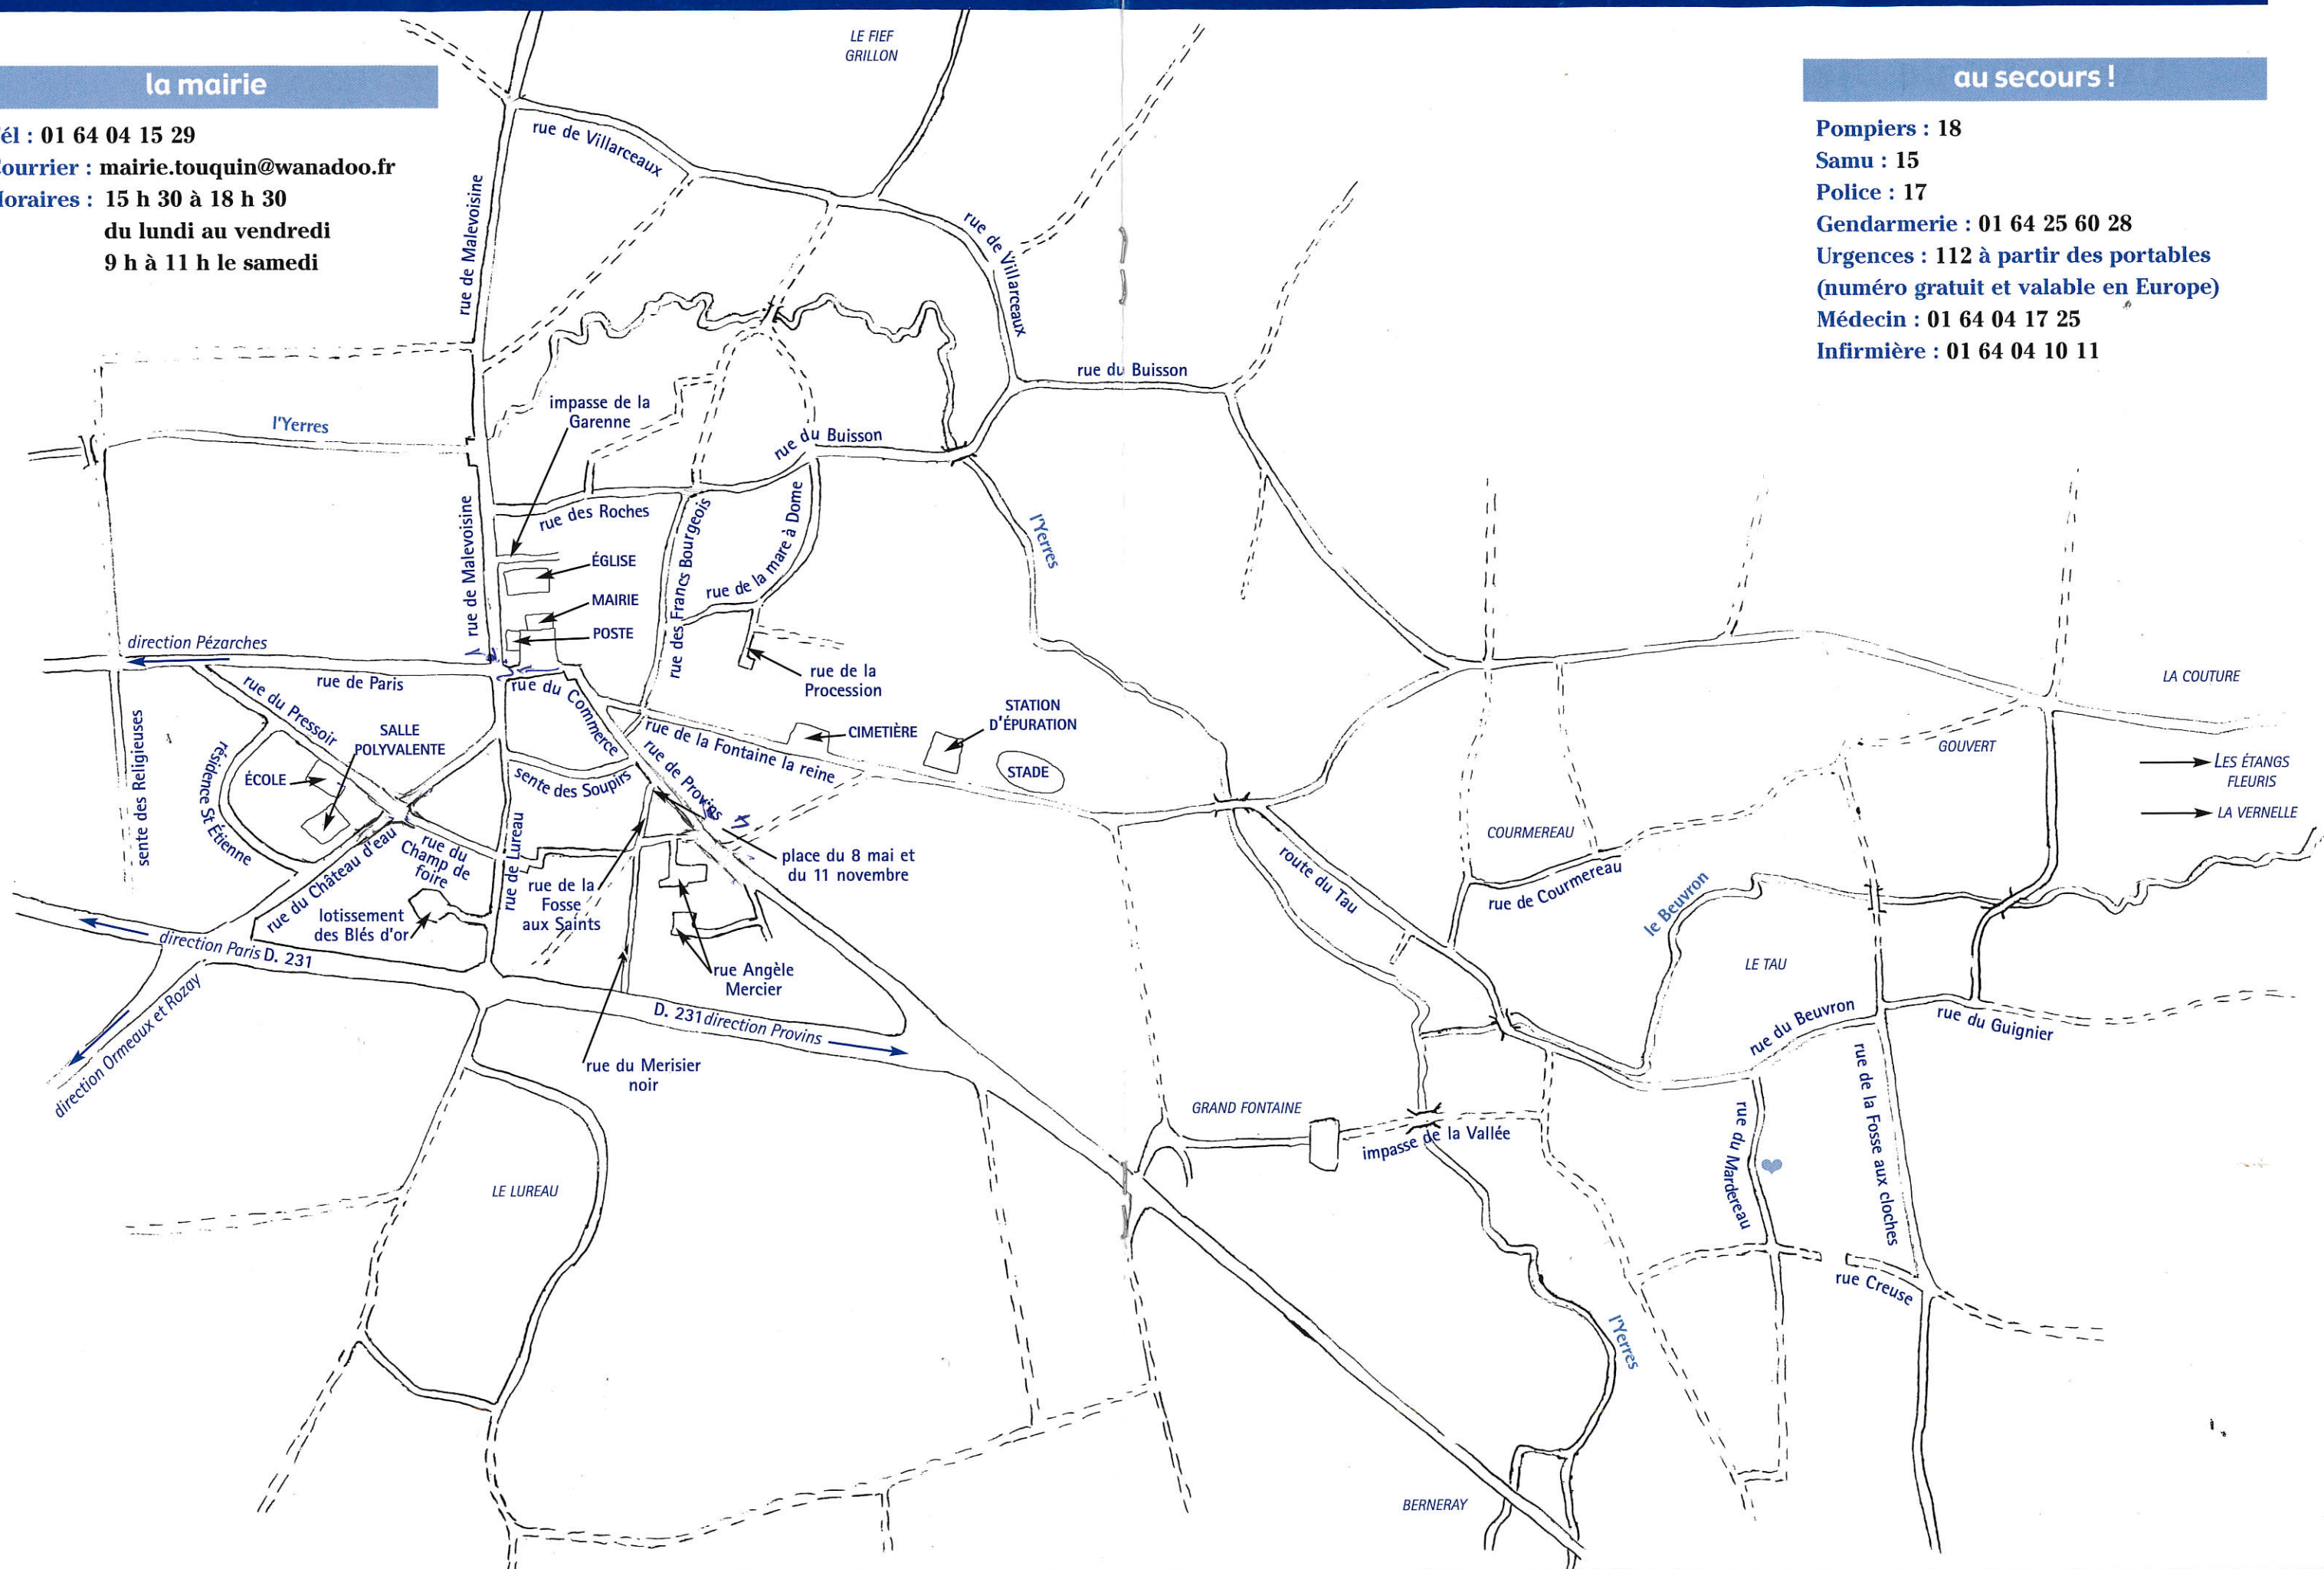 la mairie
él : 01 64 04 15 29
ourrier : mairie.touquin@wanadoo.fr
oraires : 15 h 30 à 18 h 30
du lundi au vendredi
9 h à 11 h le samedi
au secours !
Pompiers : 18
Samu : 15
Police : 17
Gendarmerie : 01 64 25 60 28
Urgences : 112 à partir des portables
(numéro gratuit et valable en Europe)
Médecin : 01 64 04 17 25
Infirmière : 01 64 04 10 11
LE FIEF
GRILLON
rue de Villarceaux
rue de Malevoisine
rue de Villarceaux
rue du Buisson
impasse de la
Garenne
l'Yerres
rue du Buisson
rue des Roches
rue de Malevoisine
rue des Francs Bourgeois
rue de la mare à Dome
l'Yerres
ÉGLISE
MAIRIE
POSTE
direction Pézarches
rue de Paris
rue du Commerce
rue de la
Procession
rue du Pressoir
SALLE
POLYVALENTE
ÉCOLE
résidence St Étienne
sente des Religieuses
sente des Soupirs
rue de Provins
rue de la Fontaine la reine
CIMETIÈRE
STATION
D'ÉPURATION
STADE
LA COUTURE
GOUVERT
LES ÉTANGS
FLEURIS
LA VERNELLE
COURMEREAU
rue de Courmereau
route du Tau
le Beuvron
LE TAU
rue du Château d'eau
rue du
Champ de
foire
rue de Lureau
rue de la
Fosse
aux Saints
place du 8 mai et
du 11 novembre
lotissement
des Blés d'or
direction Paris D. 231
direction Ormeaux et Rozay
rue Angèle
Mercier
D. 231 direction Provins
rue du Merisier
noir
rue du Beuvron
rue du Guignier
rue de la Fosse aux cloches
rue du Mardereau
GRAND FONTAINE
impasse de la Vallée
LE LUREAU
rue Creuse
l'Yerres
BERNERAY